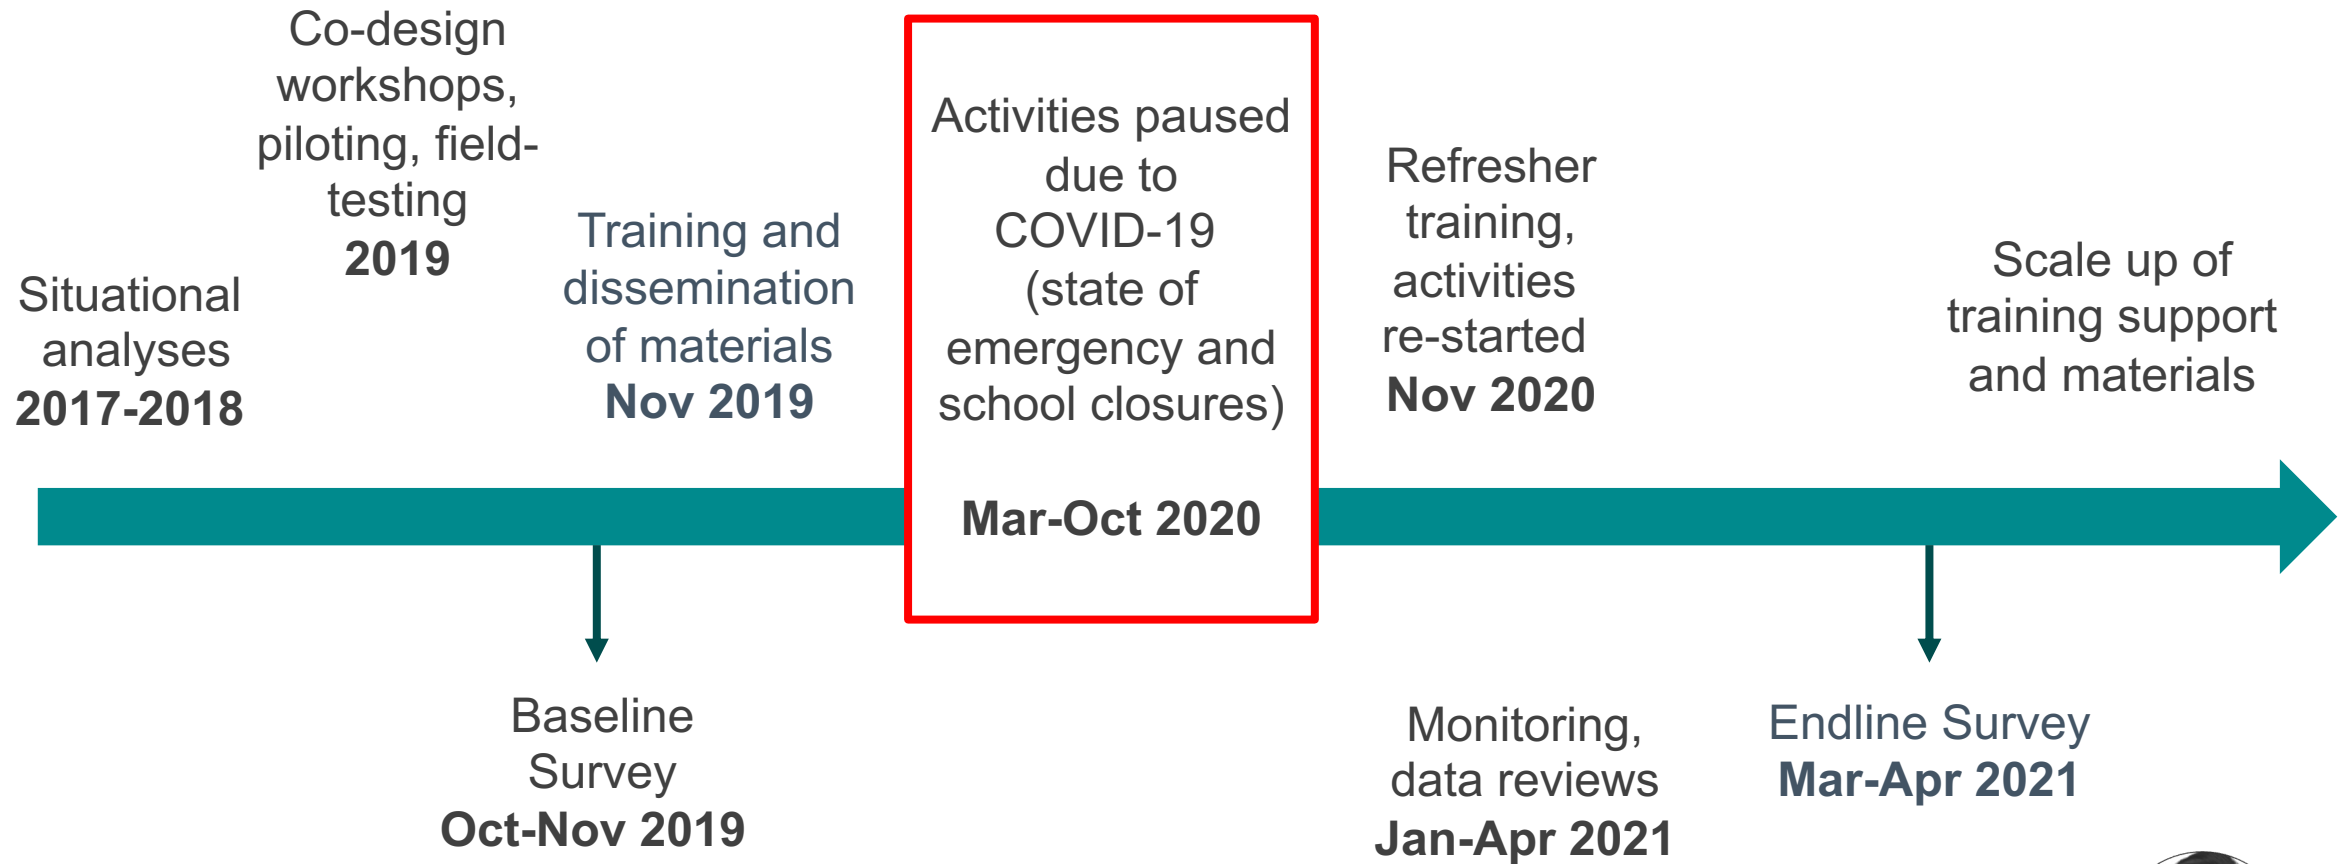 Situational
analyses
2017-2018
Co-design
workshops,
piloting, field-
testing
2019
Training and
dissemination
of materials
Nov 2019
Activities paused
due to
COVID-19
(state of
emergency and
school closures)
Mar-Oct 2020
Refresher
training,
activities
re-started
Nov 2020
Scale up of
training support
and materials
Baseline
Survey
Oct-Nov 2019
Monitoring,
data reviews
Jan-Apr 2021
Endline Survey
Mar-Apr 2021